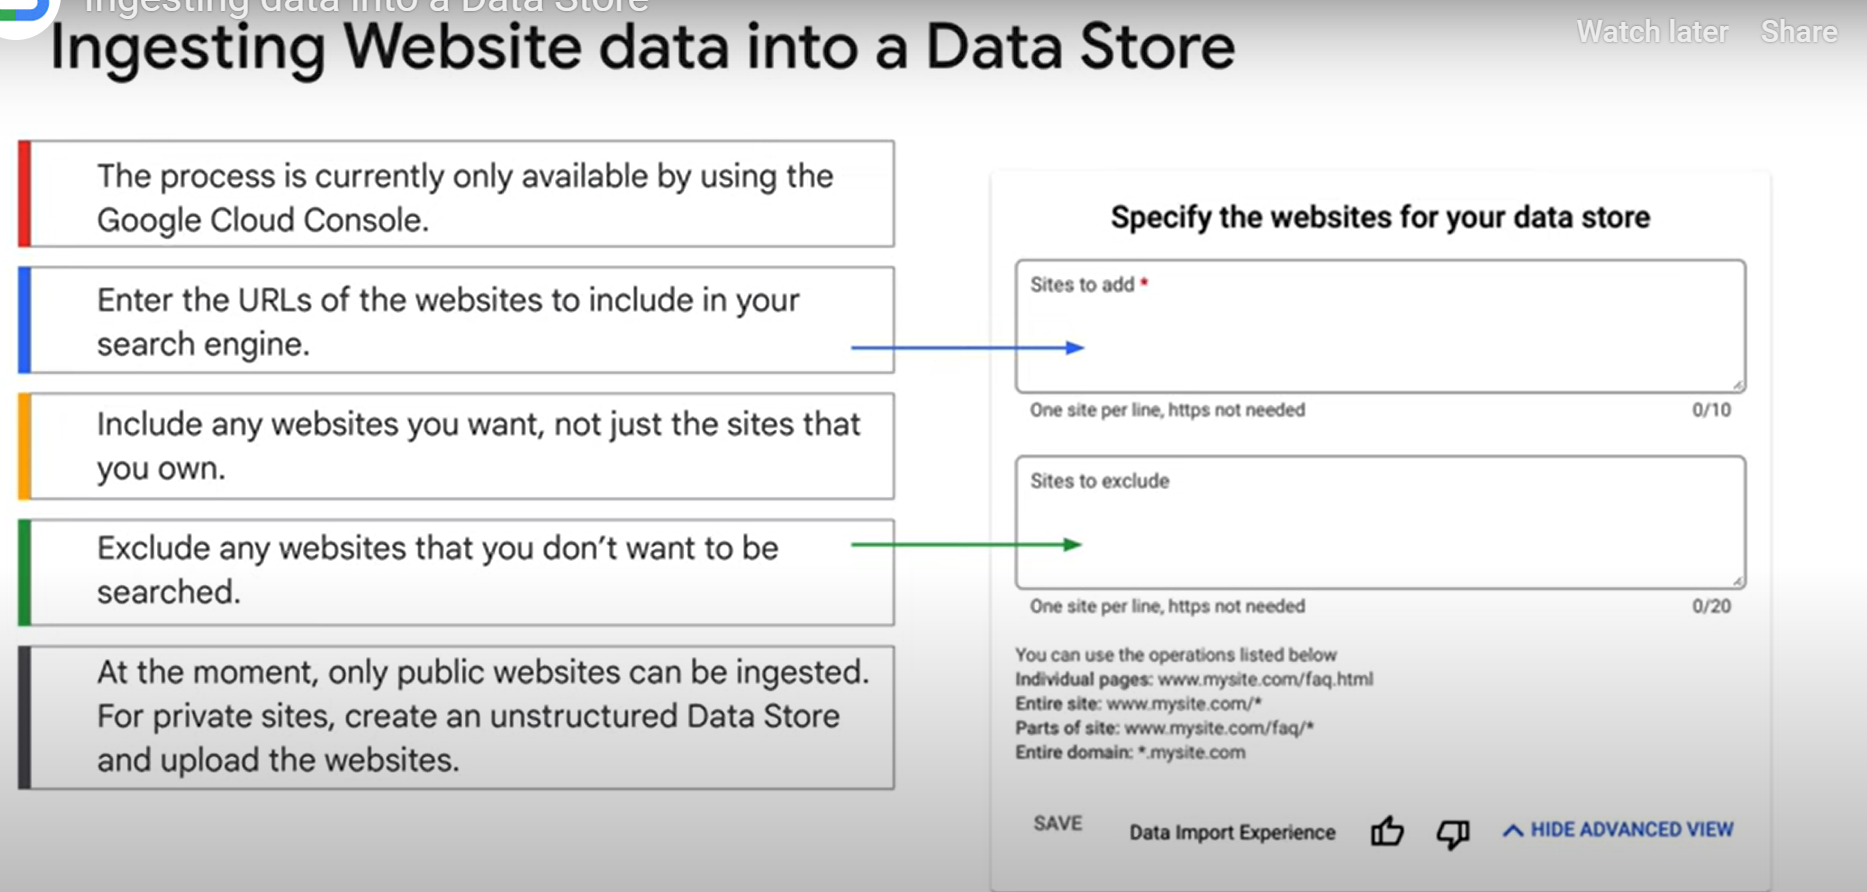 Ingesting data into a Data Store
Watch later Share
Ingesting Website data into a Data Store
The process is currently only available by using the
Google Cloud Console.
Enter the URLs of the websites to include in your
search engine.
Include any websites you want, not just the sites that
you own.
Exclude any websites that you don’t want to be
searched.
At the moment, only public websites can be ingested.
For private sites, create an unstructured Data Store
and upload the websites.
Specify the websites for your data store
Sites to add *
One site per line, https not needed 0/10
Sites to exclude
One site per line, https not needed 0/20
You can use the operations listed below
Individual pages: www.mysite.com/faq.html
Entire site: www.mysite.com/*
Parts of site: www.mysite.com/faq/*
Entire domain: *.mysite.com
SAVE Data Import Experience HIDE ADVANCED VIEW